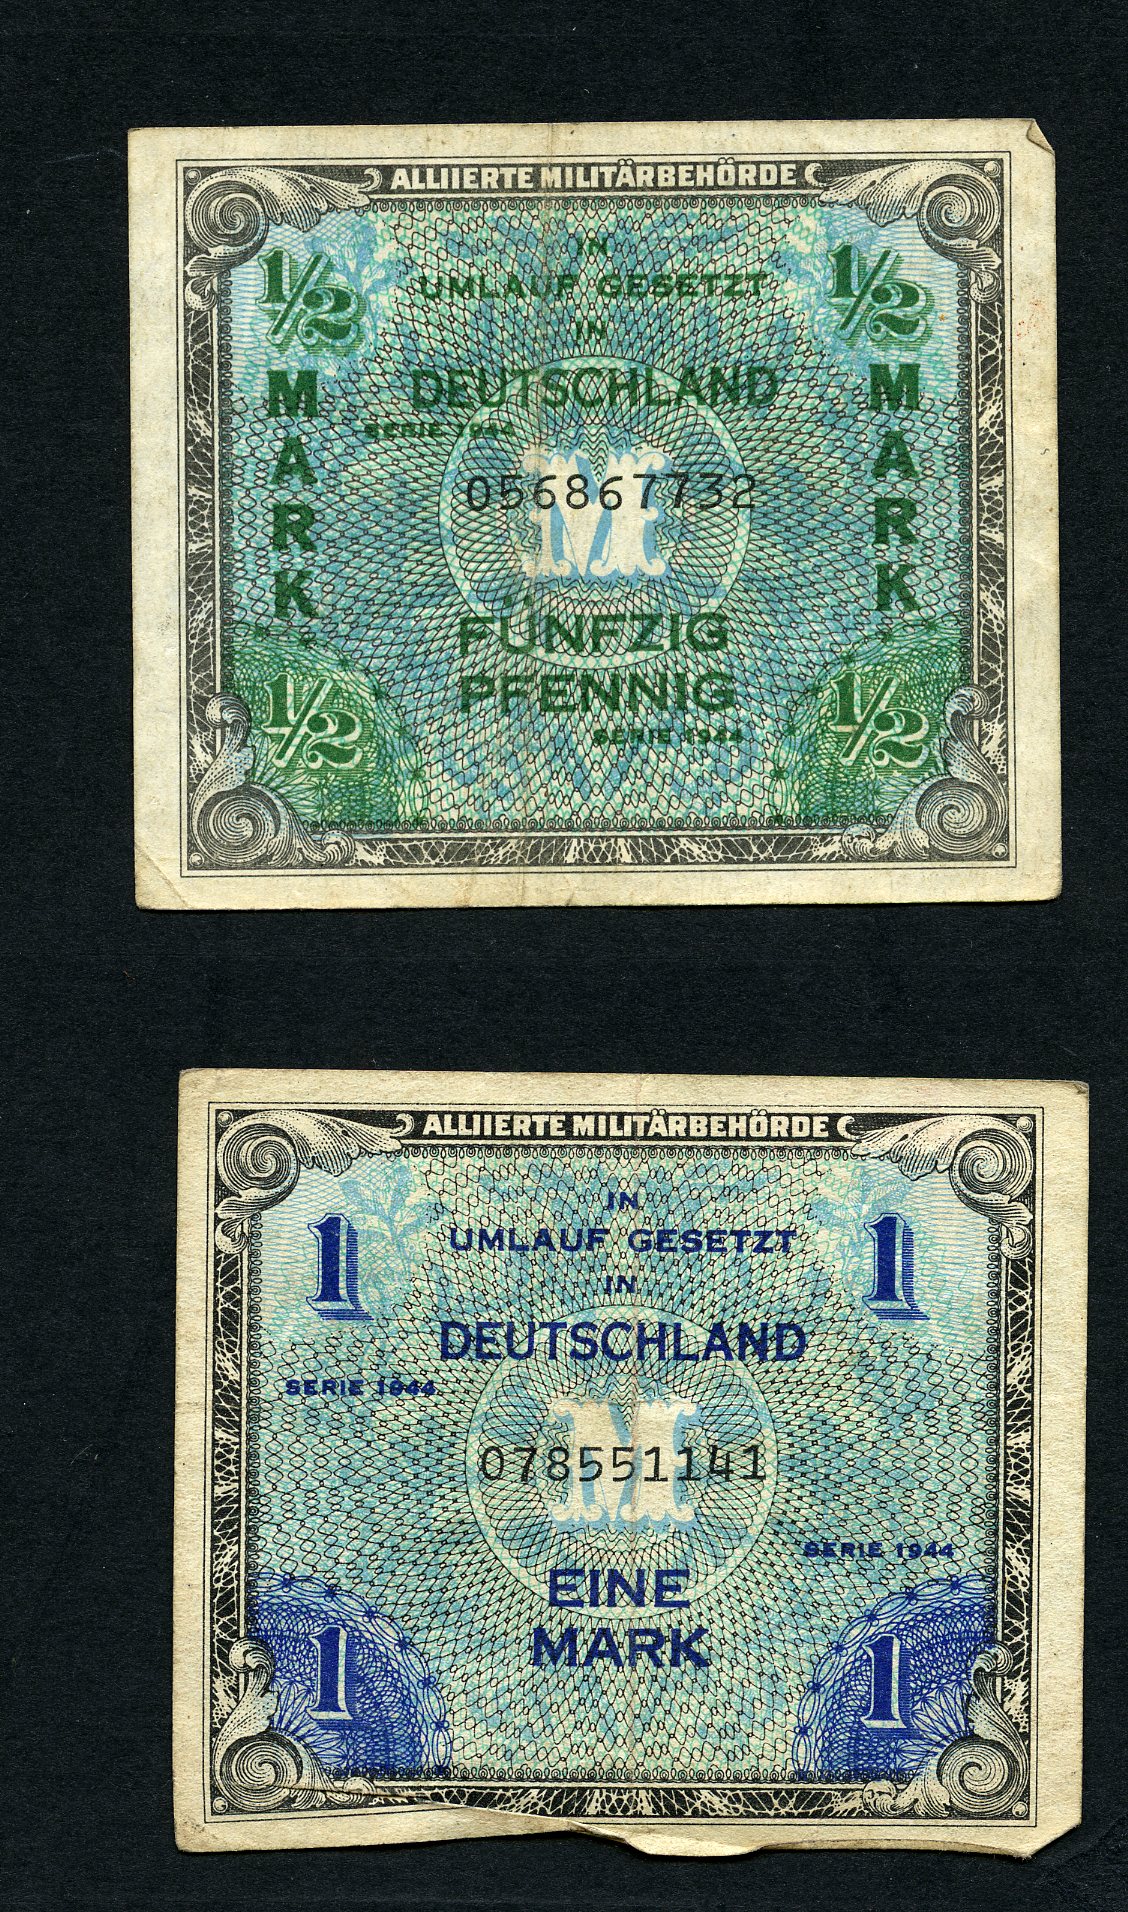 ALLIIERTE MILITÄRBEHÖRDE
IN
UMLAUF GESETZT
IN
DEUTSCHLAND
SERIE 1944
1/2 1/2
MARK MARK
056867732
M
FÜNFZIG
PFENNIG
1/2 1/2
SERIE 1944
ALLIIERTE MILITÄRBEHÖRDE
IN
1 UMLAUF GESETZT 1
IN
DEUTSCHLAND
SERIE 1944
M
078551141
SERIE 1944
EINE
MARK
1 1